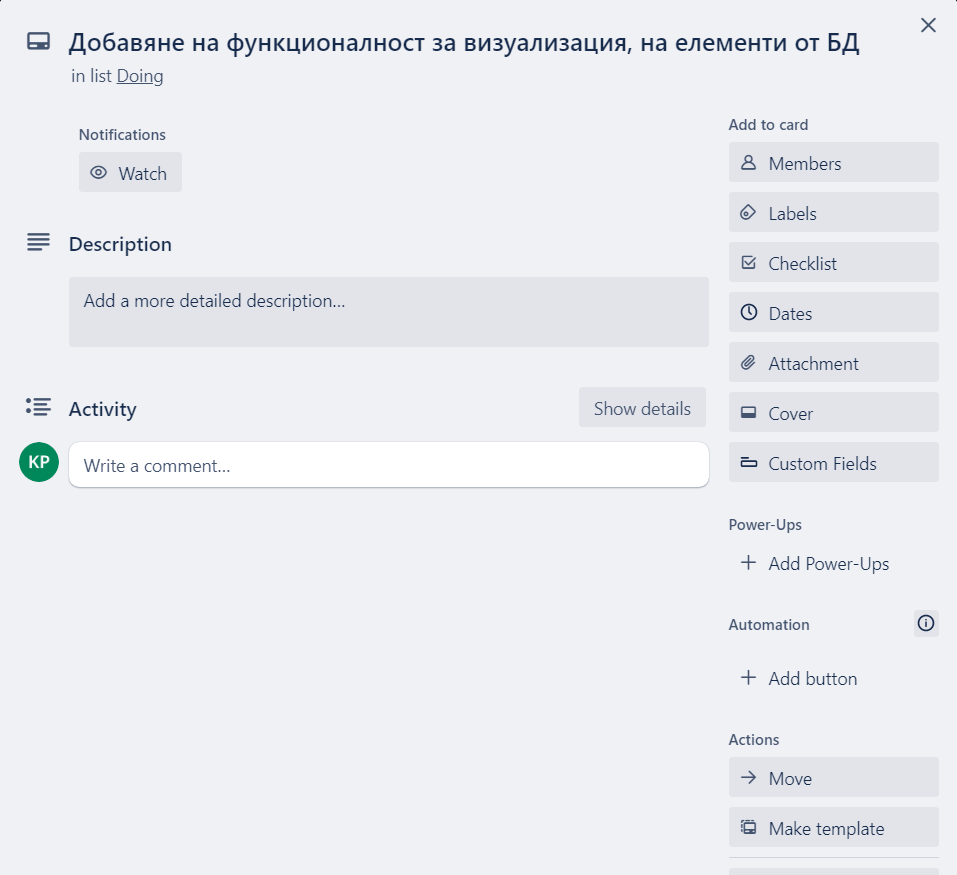 Добавяне на функционалност за визуализация, на елементи от БД
in list Doing
Notifications
Watch
Description
Add a more detailed description...
Activity
Show details
KP
Write a comment...
Add to card
Members
Labels
Checklist
Dates
Attachment
Cover
Custom Fields
Power-Ups
Add Power-Ups
Automation
Add button
Actions
Move
Make template